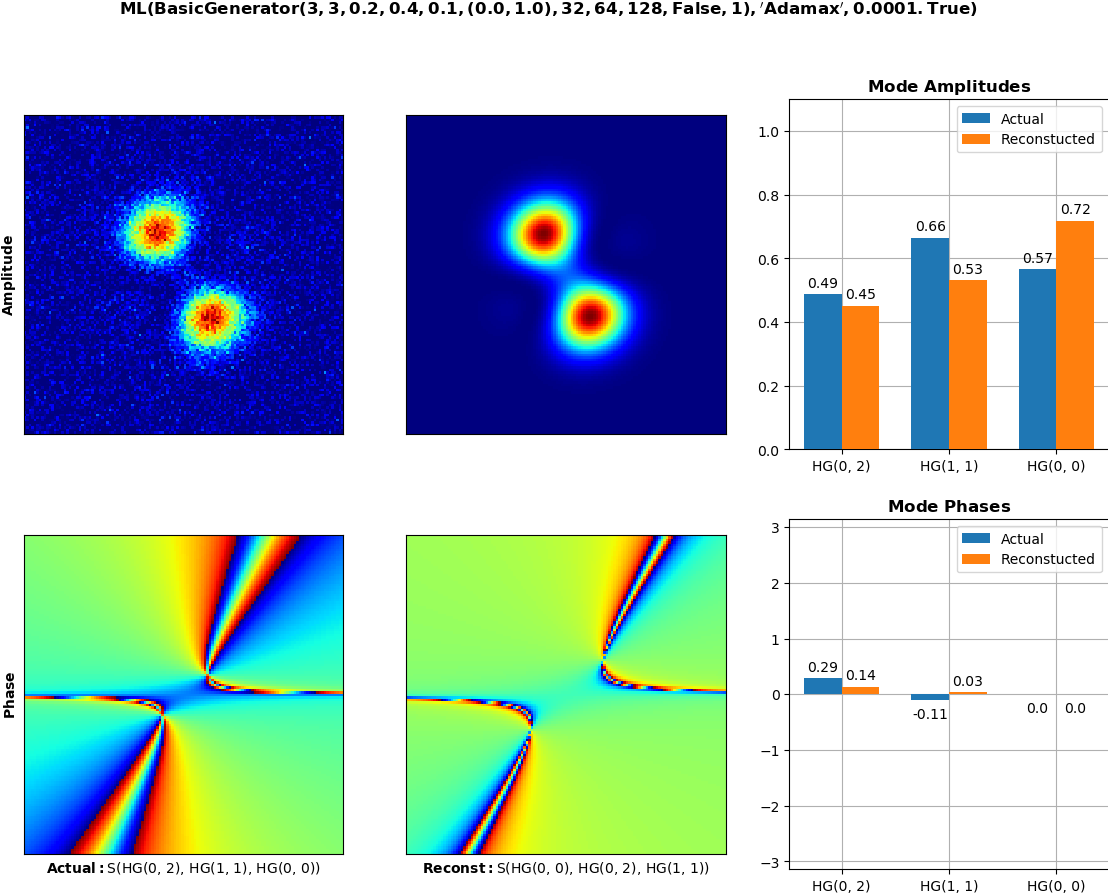 ML(BasicGenerator(3, 3, 0.2, 0.4, 0.1, (0.0, 1.0), 32, 64, 128, False, 1), 'Adamax', 0.0001. True)
Amplitude
Mode Amplitudes
Actual
Reconstucted
1.0
0.8
0.6
0.4
0.2
0.0
0.49
0.45
0.66
0.53
0.57
0.72
HG(0, 2)
HG(1, 1)
HG(0, 0)
Phase
Actual: S(HG(0, 2), HG(1, 1), HG(0, 0))
Reconst: S(HG(0, 0), HG(0, 2), HG(1, 1))
Mode Phases
Actual
Reconstucted
3
2
1
0
−1
−2
−3
0.29
0.14
-0.11
0.03
0.0
0.0
HG(0, 2)
HG(1, 1)
HG(0, 0)